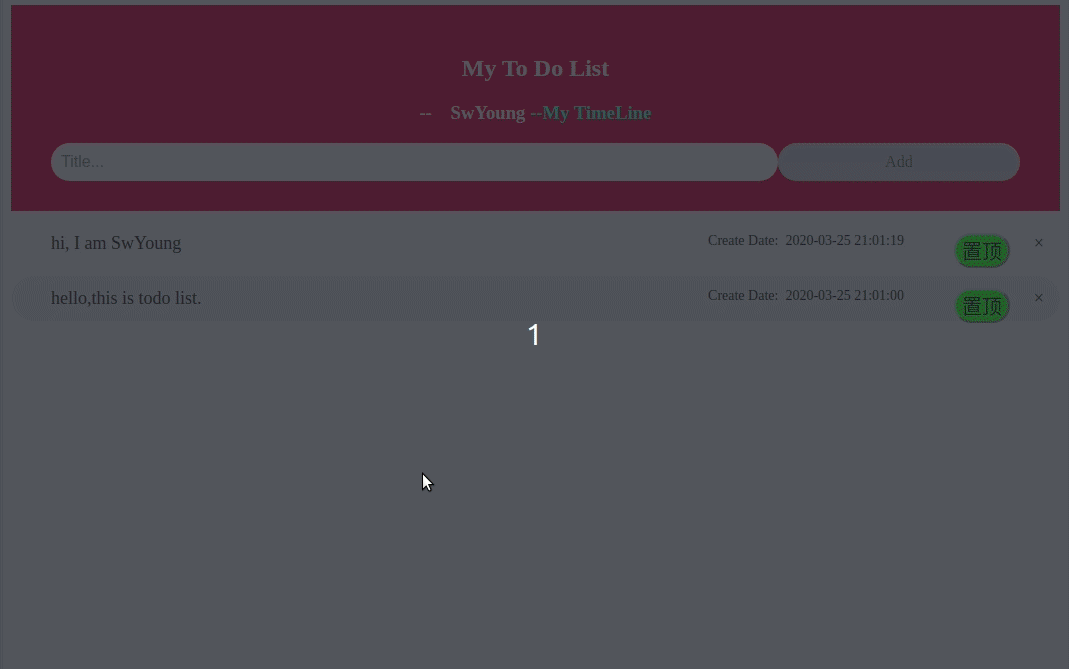 My To Do List
-- SwYoung --My TimeLine
Title... Add
hi, I am SwYoung Create Date: 2020-03-25 21:01:19 置顶 ×
hello,this is todo list. Create Date: 2020-03-25 21:01:00 置顶 ×
1